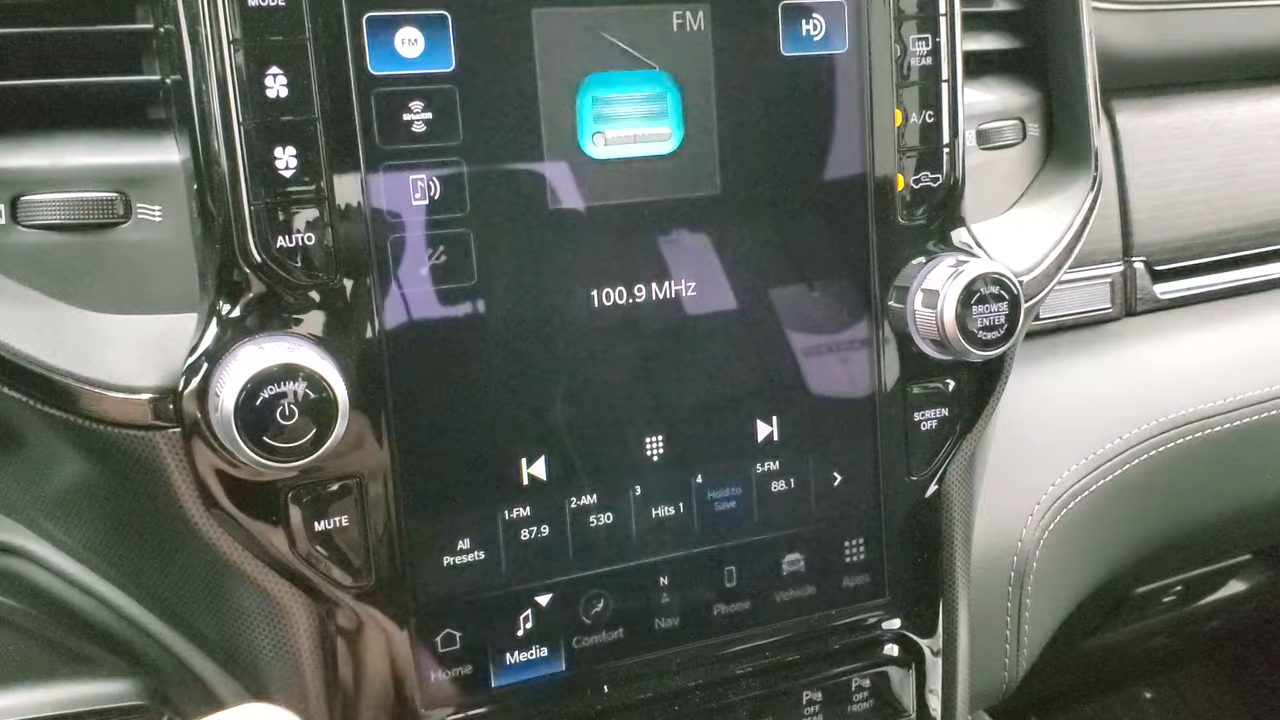 MODE
FM
FM
HD
REAR
SiriusXM
A/C
AUTO
100.9 MHz
TUNE
BROWSE
ENTER
SCROLL
VOLUME
SCREEN
OFF
MUTE
All
Presets
1-FM
87.9
2-AM
530
3
Hits 1
4
Hold to
Save
5-FM
88.1
Home
Media
Comfort
N
Nav
Phone
Vehicle
Apps
P
OFF
REAR
P
OFF
FRONT